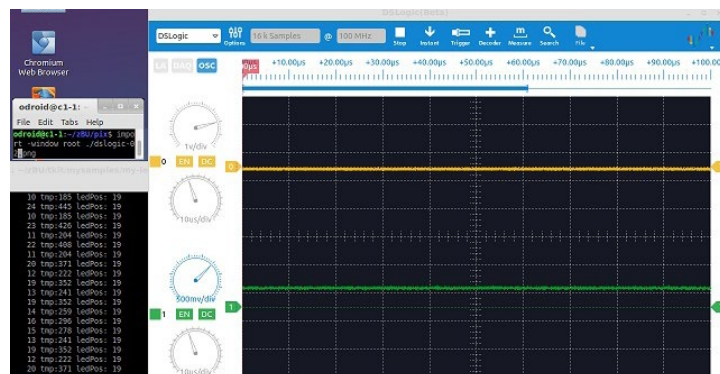 DSLogic(Beta)
DSLogic
Options
16 k Samples
@
100 MHz
Stop
Instant
Trigger
Decoder
Measure
Search
File
LA DAQ OSC
+10.00μs +20.00μs +30.00μs +40.00μs +50.00μs +60.00μs +70.00μs +80.00μs +90.00μs +100.00
Chromium
Web Browser
odroid@c1-1:
File Edit Tabs Help
odroid@c1-1:~/zBU/pix$ impo
rt -window root ./dslogic-0
2.png
1v/div
0 EN DC
0
10us/div
500mv/div
1 EN DC
1
10us/div
10 tmp:185 ledPos: 19
24 tmp:445 ledPos: 19
10 tmp:185 ledPos: 19
23 tmp:426 ledPos: 19
11 tmp:204 ledPos: 19
22 tmp:408 ledPos: 19
11 tmp:204 ledPos: 19
20 tmp:371 ledPos: 19
12 tmp:222 ledPos: 19
19 tmp:352 ledPos: 19
13 tmp:241 ledPos: 19
19 tmp:352 ledPos: 19
14 tmp:259 ledPos: 19
16 tmp:296 ledPos: 19
15 tmp:278 ledPos: 19
13 tmp:241 ledPos: 19
19 tmp:352 ledPos: 19
12 tmp:222 ledPos: 19
20 tmp:371 ledPos: 19